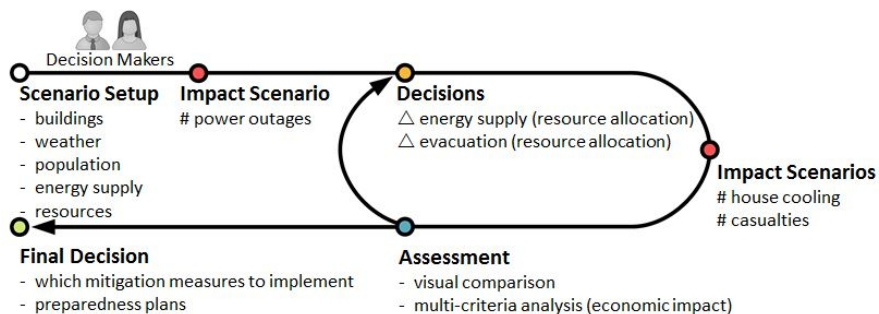 Decision Makers
Scenario Setup
- buildings
- weather
- population
- energy supply
- resources
Impact Scenario
# power outages
Decisions
△ energy supply (resource allocation)
△ evacuation (resource allocation)
Impact Scenarios
# house cooling
# casualties
Final Decision
- which mitigation measures to implement
- preparedness plans
Assessment
- visual comparison
- multi-criteria analysis (economic impact)